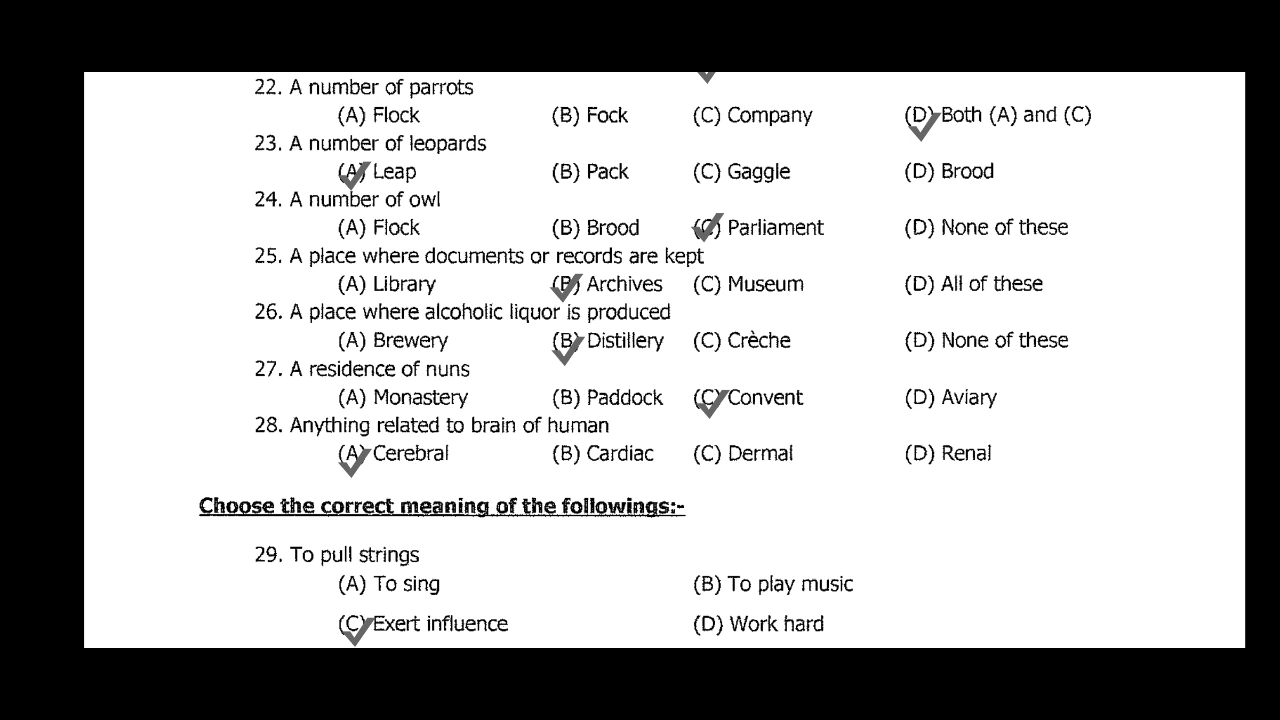 22. A number of parrots
(A) Flock (B) Fock (C) Company (D) Both (A) and (C)
23. A number of leopards
(A) Leap (B) Pack (C) Gaggle (D) Brood
24. A number of owl
(A) Flock (B) Brood (C) Parliament (D) None of these
25. A place where documents or records are kept
(A) Library (B) Archives (C) Museum (D) All of these
26. A place where alcoholic liquor is produced
(A) Brewery (B) Distillery (C) Crèche (D) None of these
27. A residence of nuns
(A) Monastery (B) Paddock (C) Convent (D) Aviary
28. Anything related to brain of human
(A) Cerebral (B) Cardiac (C) Dermal (D) Renal
Choose the correct meaning of the followings:-
29. To pull strings
(A) To sing (B) To play music
(C) Exert influence (D) Work hard